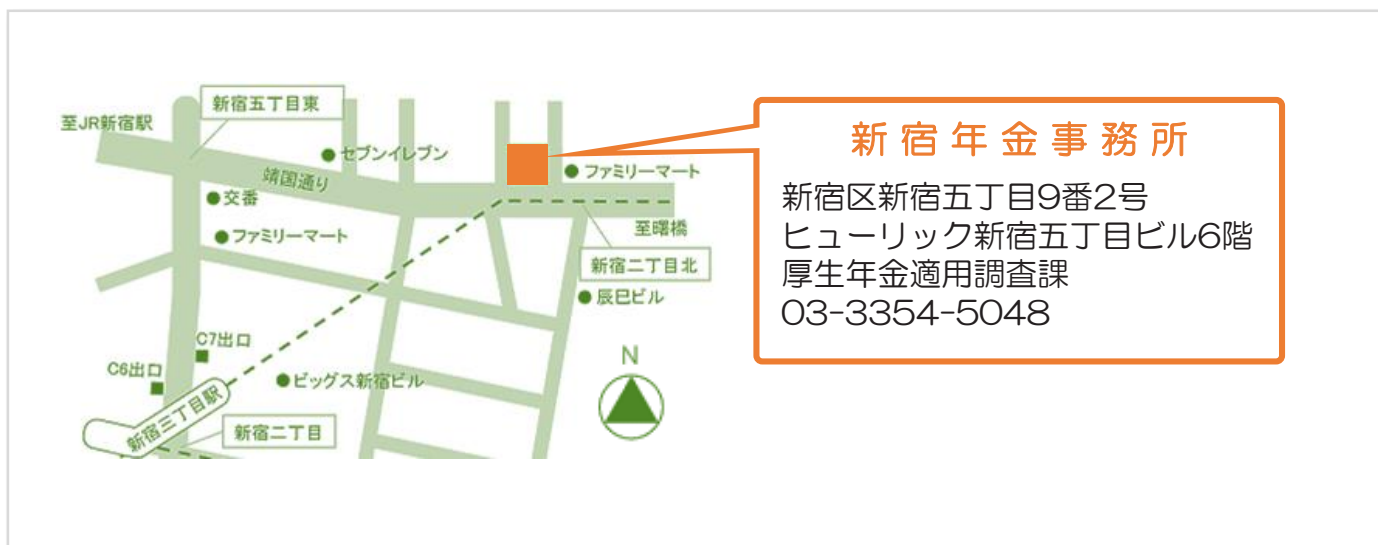 新宿五丁目東
至JR新宿駅
セブンイレブン
靖国通り
ファミリーマート
交番
ファミリーマート
至曙橋
新宿二丁目北
辰巳ビル
C7出口
C6出口
ビッグス新宿ビル
新宿三丁目駅
新宿二丁目
N
新宿年金事務所
新宿区新宿五丁目9番2号
ヒューリック新宿五丁目ビル6階
厚生年金適用調査課
03-3354-5048